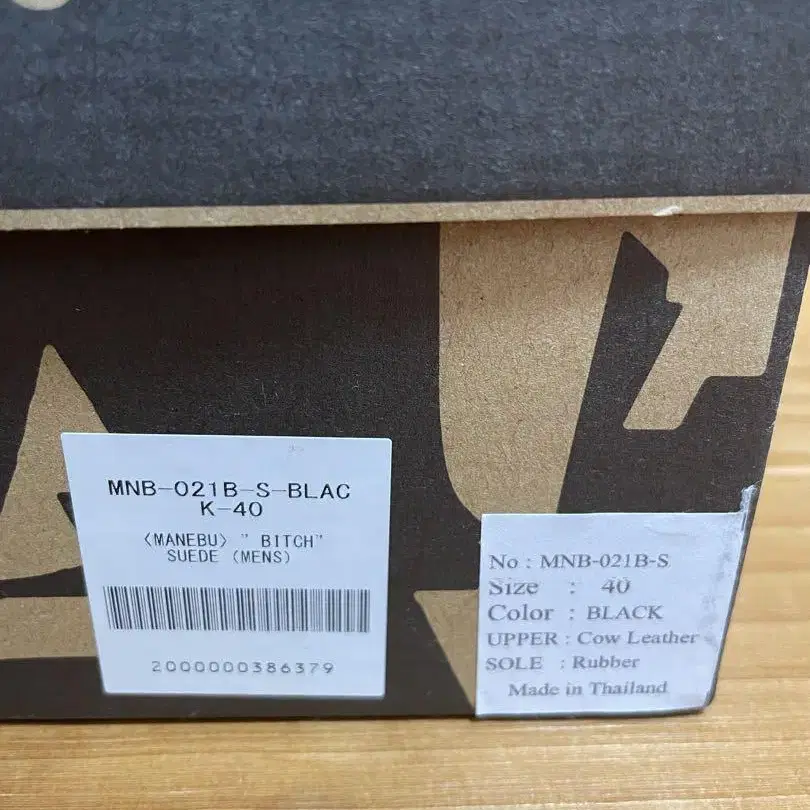 MNB-021B-S-BLAC
K-40
〈MANEBU〉 " BITCH"
SUEDE (MENS)
2000000386379
No : MNB-021B-S
Size : 40
Color : BLACK
UPPER : Cow Leather
SOLE : Rubber
Made in Thailand